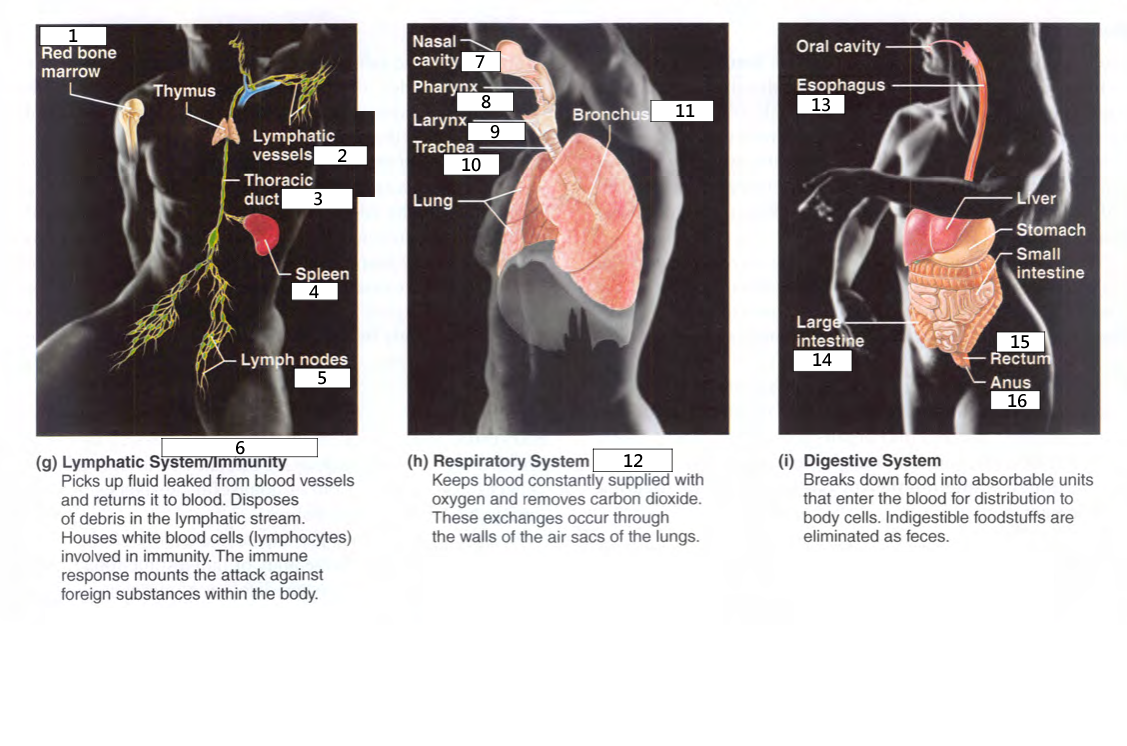 1
Red bone
marrow
Thymus
Lymphatic
vessels 2
Thoracic
duct 3
Spleen
4
Lymph nodes
5
6
(g) Lymphatic System/Immunity
Picks up fluid leaked from blood vessels
and returns it to blood. Disposes
of debris in the lymphatic stream.
Houses white blood cells (lymphocytes)
involved in immunity. The immune
response mounts the attack against
foreign substances within the body.
Nasal
cavity 7
Pharynx
8
Bronchus 11
Larynx
9
Trachea
10
Lung
(h) Respiratory System 12
Keeps blood constantly supplied with
oxygen and removes carbon dioxide.
These exchanges occur through
the walls of the air sacs of the lungs.
Oral cavity
Esophagus
13
Liver
Stomach
Small
intestine
Large
intestine
14
15
Rectum
Anus
16
(i) Digestive System
Breaks down food into absorbable units
that enter the blood for distribution to
body cells. Indigestible foodstuffs are
eliminated as feces.